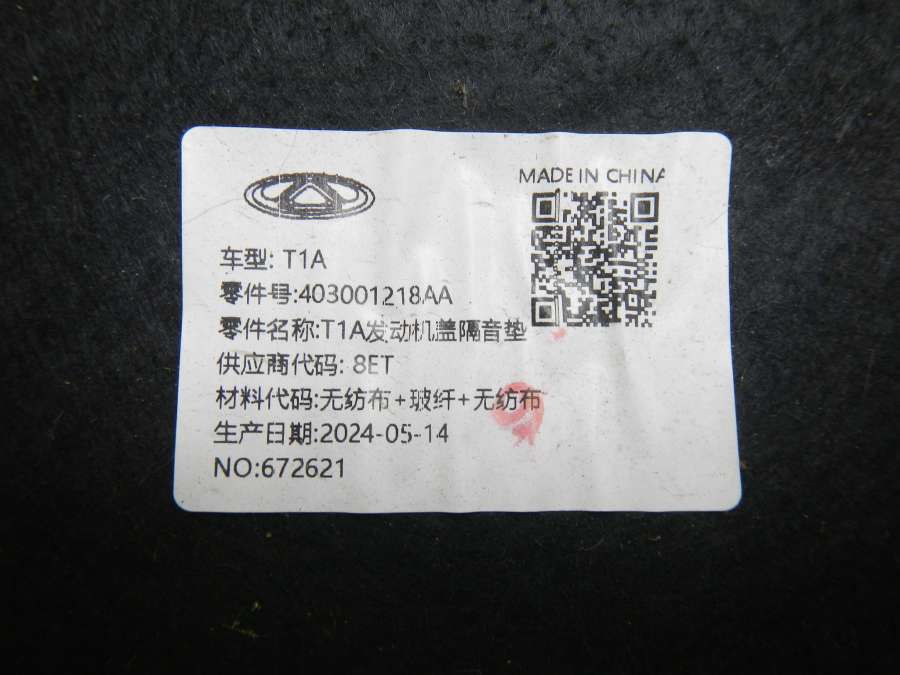 MADE IN CHINA
车型: T1A
零件号:403001218AA
零件名称:T1A发动机盖隔音垫
供应商代码: 8ET
材料代码:无纺布+玻纤+无纺布
生产日期:2024-05-14
NO:672621